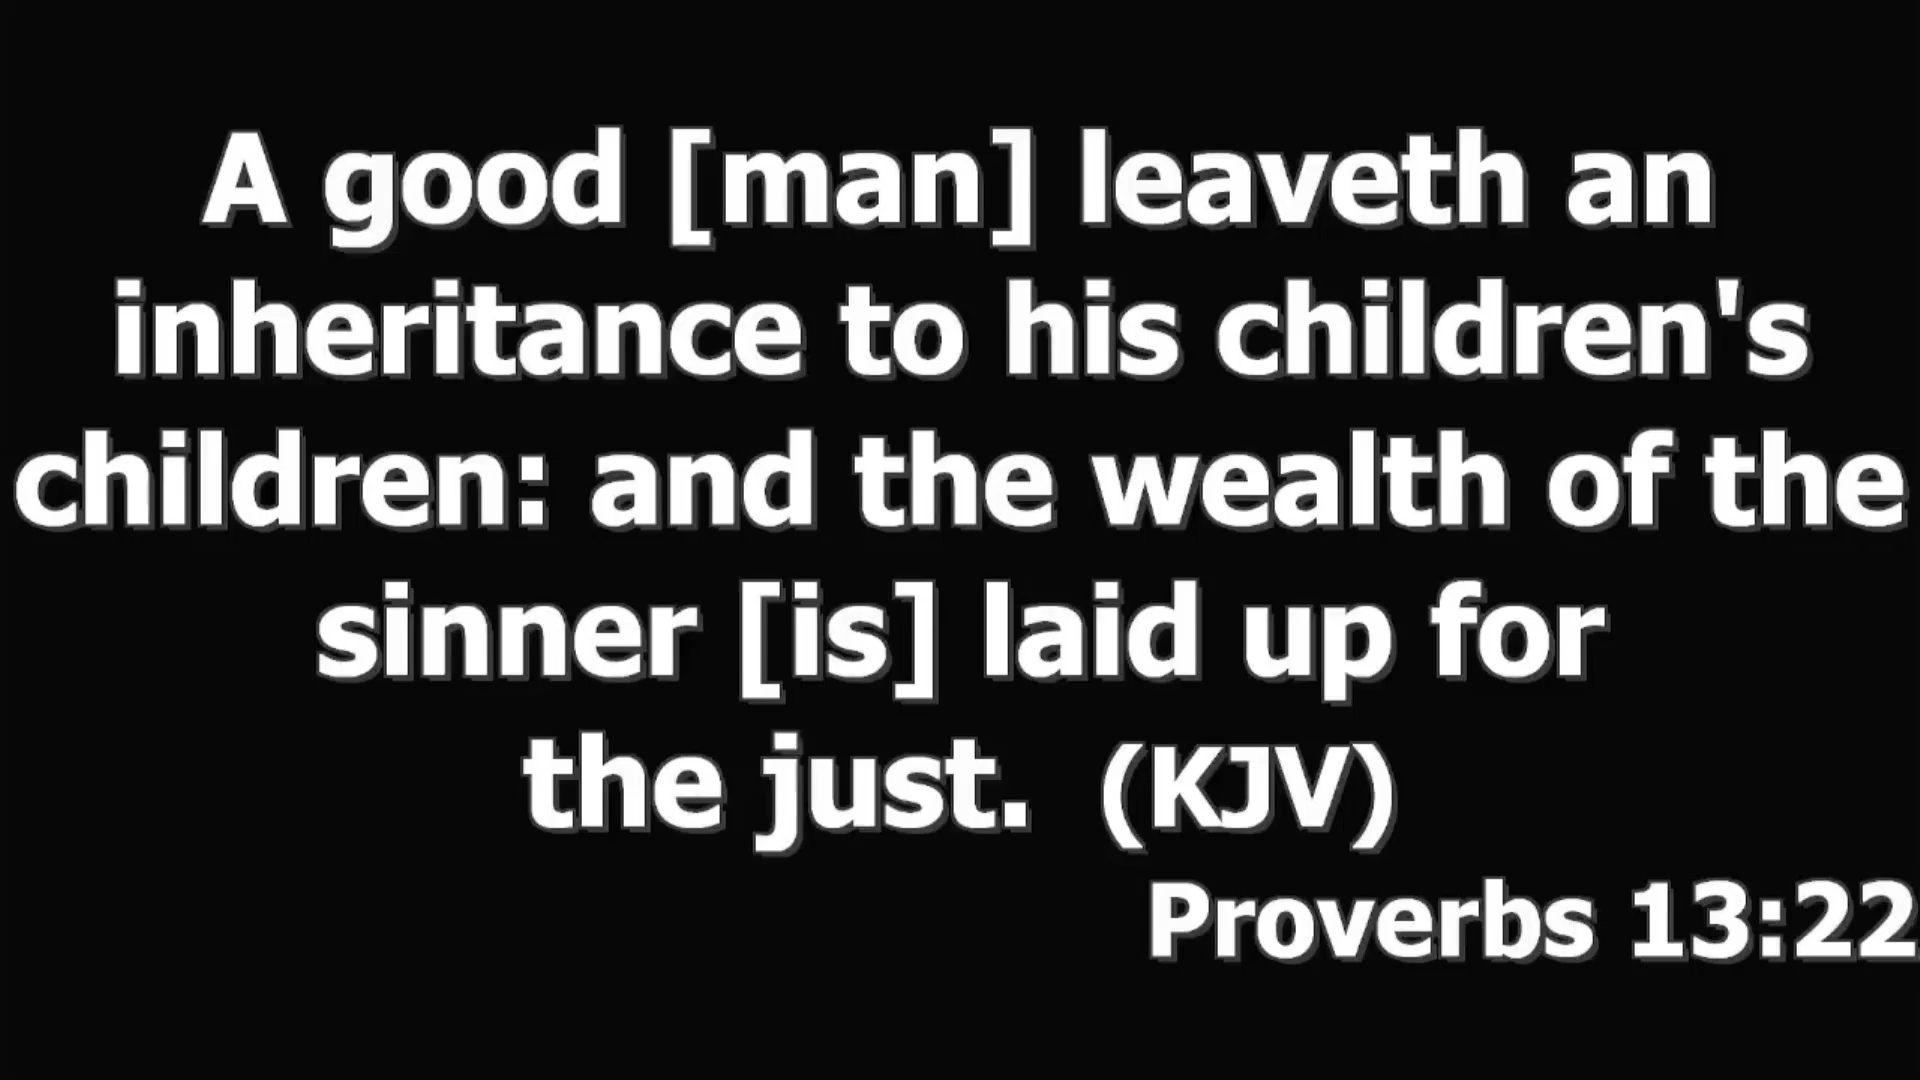 A good [man] leaveth an
inheritance to his children's
children: and the wealth of the
sinner [is] laid up for
the just. (KJV)
Proverbs 13:22